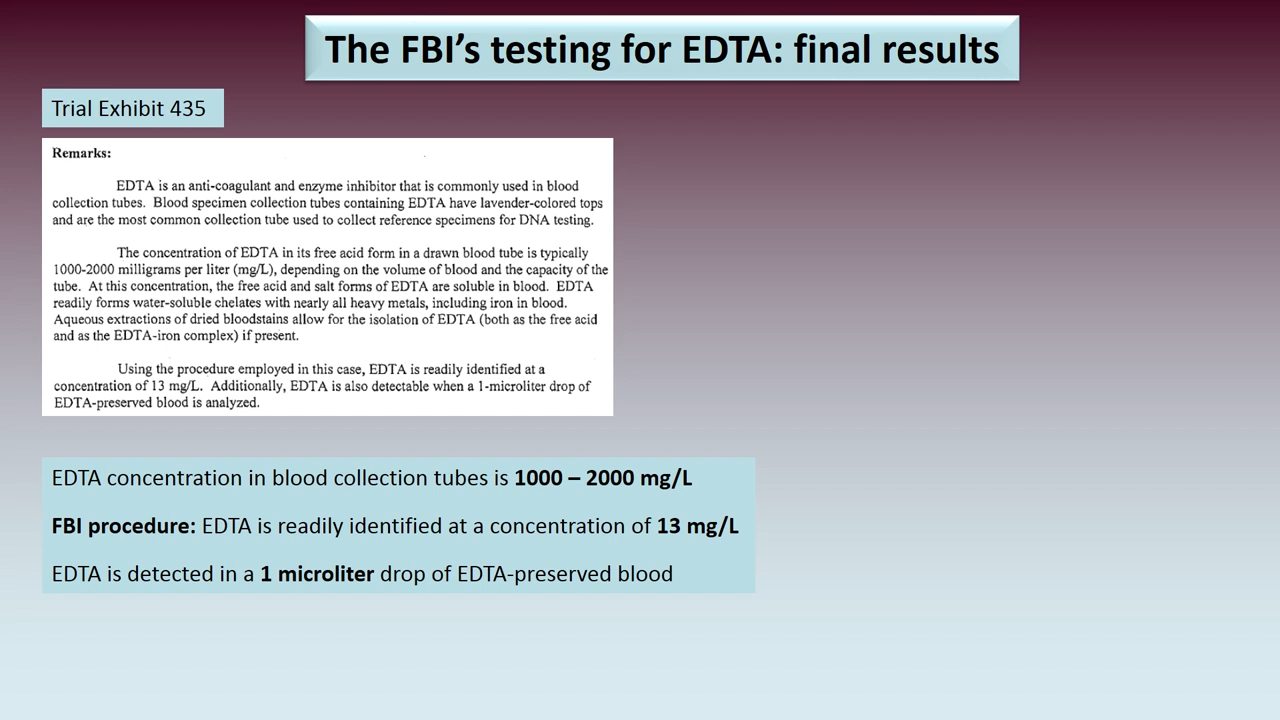 The FBI's testing for EDTA: final results
Trial Exhibit 435
Remarks:
EDTA is an anti-coagulant and enzyme inhibitor that is commonly used in blood
collection tubes. Blood specimen collection tubes containing EDTA have lavender-colored tops
and are the most common collection tube used to collect reference specimens for DNA testing.
The concentration of EDTA in its free acid form in a drawn blood tube is typically
1000-2000 milligrams per liter (mg/L), depending on the volume of blood and the capacity of the
tube. At this concentration, the free acid and salt forms of EDTA are soluble in blood. EDTA
readily forms water-soluble chelates with nearly all heavy metals, including iron in blood.
Aqueous extractions of dried bloodstains allow for the isolation of EDTA (both as the free acid
and as the EDTA-iron complex) if present.
Using the procedure employed in this case, EDTA is readily identified at a
concentration of 13 mg/L. Additionally, EDTA is also detectable when a 1-microliter drop of
EDTA-preserved blood is analyzed.
EDTA concentration in blood collection tubes is 1000 – 2000 mg/L
FBI procedure: EDTA is readily identified at a concentration of 13 mg/L
EDTA is detected in a 1 microliter drop of EDTA-preserved blood